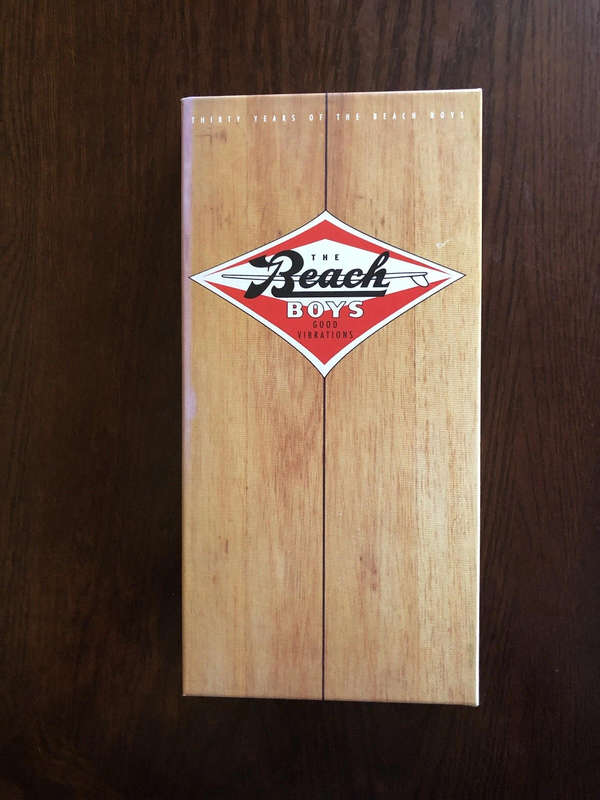 THIRTY YEARS OF THE BEACH BOYS
THE
Beach
BOYS
GOOD
VIBRATIONS